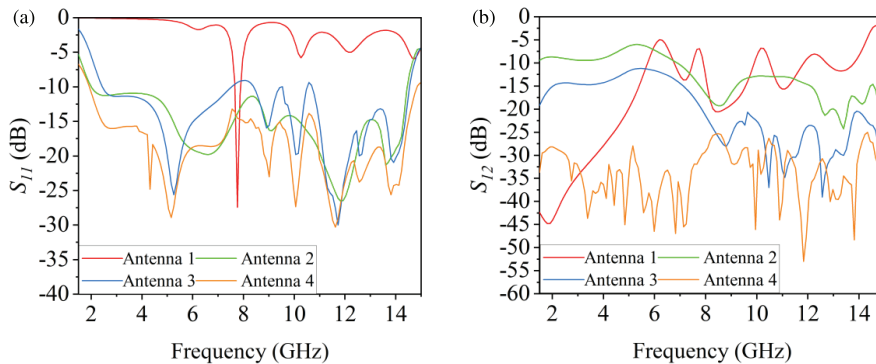 (a)
0
-5
-10
-15
-20
-25
-30
-35
-40
S11 (dB)
Antenna 1 Antenna 2
Antenna 3 Antenna 4
2 4 6 8 10 12 14
Frequency (GHz)
(b)
0
-5
-10
-15
-20
-25
-30
-35
-40
-45
-50
-55
-60
S12 (dB)
Antenna 1 Antenna 2
Antenna 3 Antenna 4
2 4 6 8 10 12 14
Frequency (GHz)